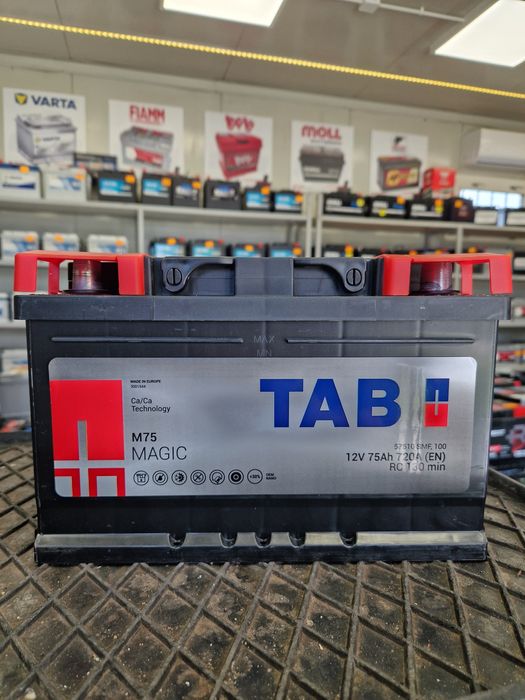 VARTA
FIAMM
moll
MAX
MIN
MADE IN EUROPE
Ca/Ca
Technology
M75
MAGIC
TAB
57510 SMF, 100
12V 75Ah 720A (EN)
RC 130 min
+30%